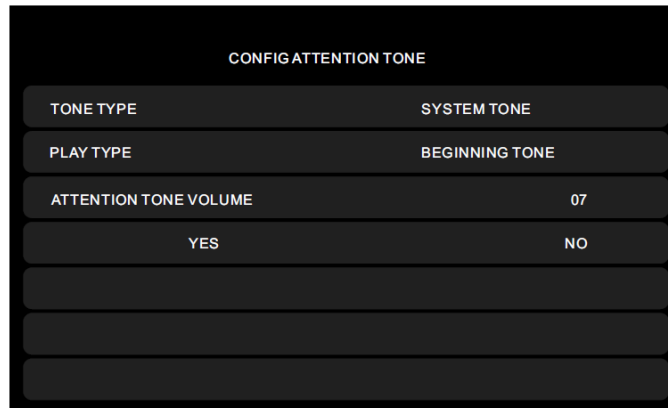 CONFIG ATTENTION TONE
TONE TYPE SYSTEM TONE
PLAY TYPE BEGINNING TONE
ATTENTION TONE VOLUME 07
YES NO